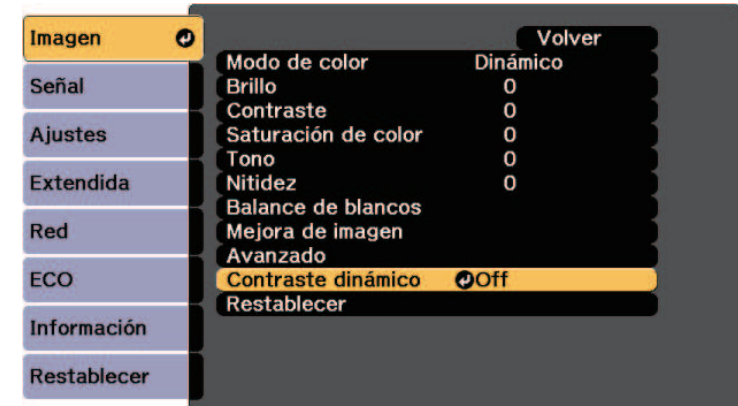 Imagen
Señal
Ajustes
Extendida
Red
ECO
Información
Restablecer
Volver
Modo de color Dinámico
Brillo 0
Contraste 0
Saturación de color 0
Tono 0
Nitidez 0
Balance de blancos
Mejora de imagen
Avanzado
Contraste dinámico Off
Restablecer